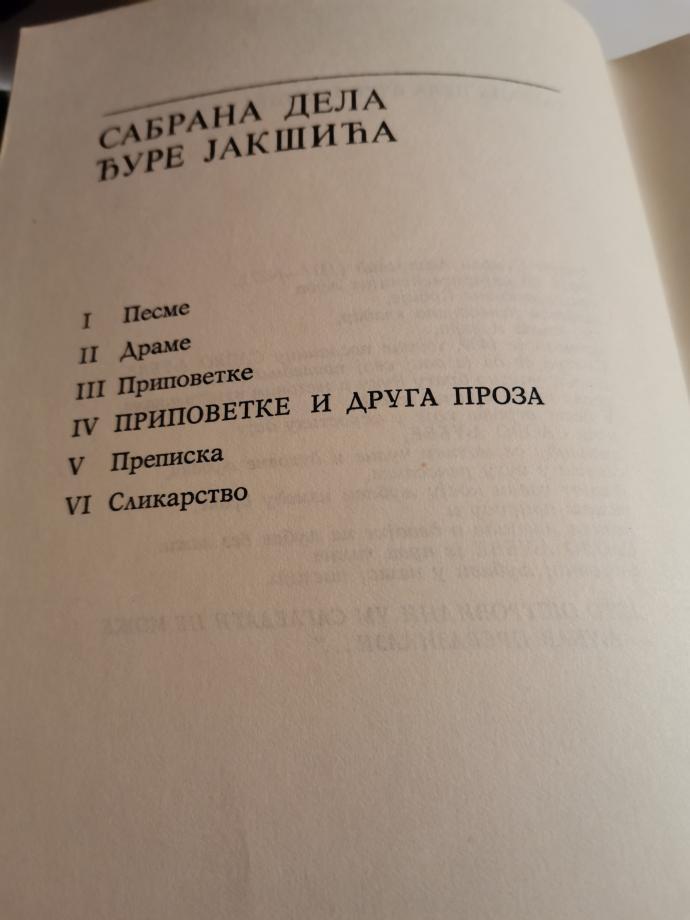 САБРАНА ДЕЛА
ЂУРЕ ЈАКШИЋА
I Песме
II Драме
III Приповетке
IV ПРИПОВЕТКЕ И ДРУГА ПРОЗА
V Преписка
VI Сликарство